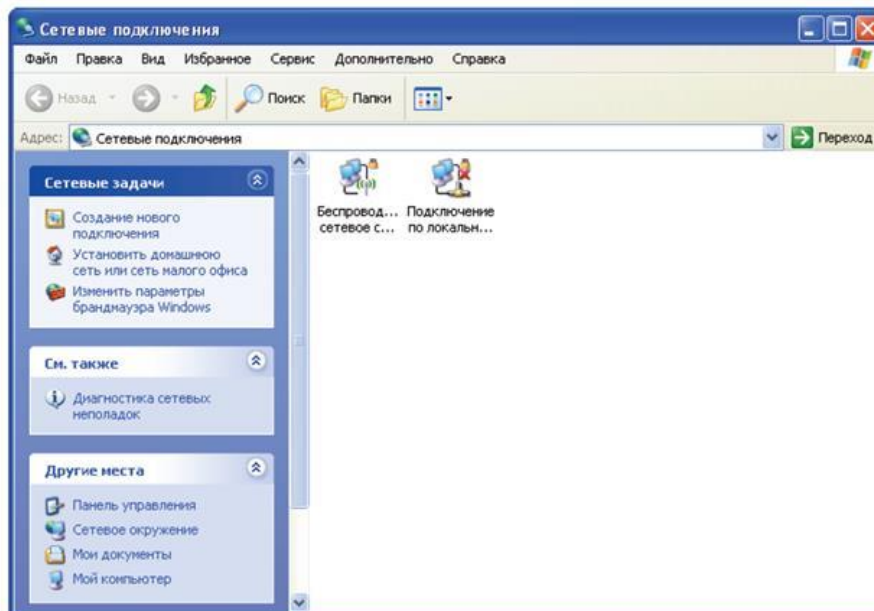 Сетевые подключения
Файл Правка Вид Избранное Сервис Дополнительно Справка
Назад Поиск Папки
Адрес: Сетевые подключения Переход
Сетевые задачи
Создание нового
подключения
Установить домашнюю
сеть или сеть малого офиса
Изменить параметры
брандмауэра Windows
См. также
Диагностика сетевых
неполадок
Другие места
Панель управления
Сетевое окружение
Мои документы
Мой компьютер
Беспровод...
сетевое с...
Подключение
по локальн...